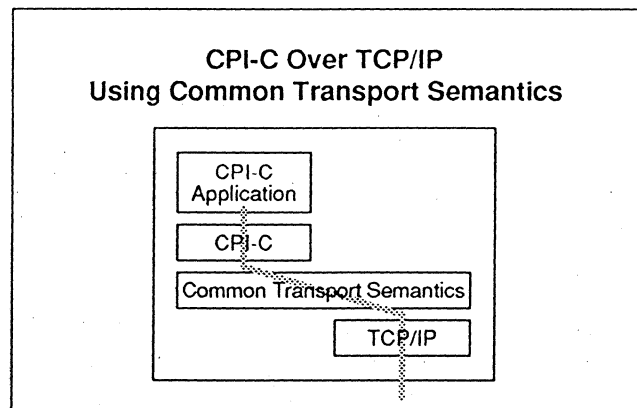 CPI-C Over TCP/IP
Using Common Transport Semantics
CPI-C
Application
CPI-C
Common Transport Semantics
TCP/IP